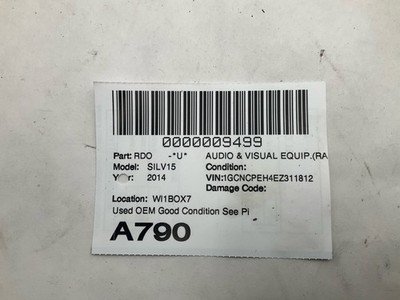 0000009499
Part: RDO -*U* AUDIO & VISUAL EQUIP.(RA
Model: SILV15 Condition:
Year: 2014 VIN:1GCNCPEH4EZ311812
Damage Code:
Location: WI1BOX7
Used OEM Good Condition See Pi
A790